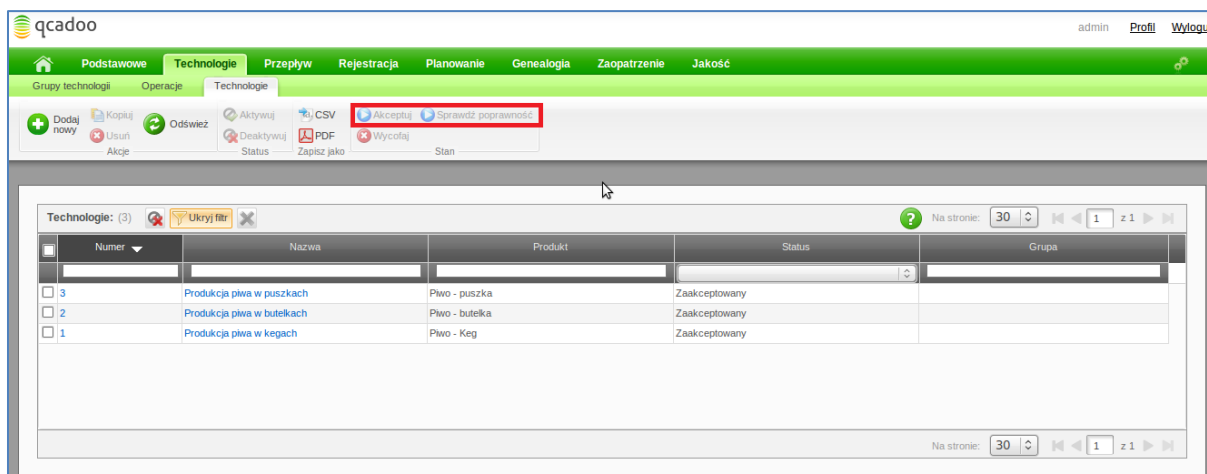 qcadoo
admin Profil Wylogu
Podstawowe Technologie Przepływ Rejestracja Planowanie Genealogia Zaopatrzenie Jakość
Grupy technologii Operacje Technologie
Dodaj nowy Kopiuj Usuń Odśwież Aktywuj Deaktywuj CSV PDF Akceptuj Sprawdź poprawność Wycofaj
Akcje Status Zapisz jako Stan
Technologie: (3) Ukryj filtr ? Na stronie: 30 1 z 1
Numer Nazwa Produkt Status Grupa
3 Produkcja piwa w puszkach Piwo - puszka Zaakceptowany
2 Produkcja piwa w butelkach Piwo - butelka Zaakceptowany
1 Produkcja piwa w kegach Piwo - Keg Zaakceptowany
Na stronie: 30 1 z 1